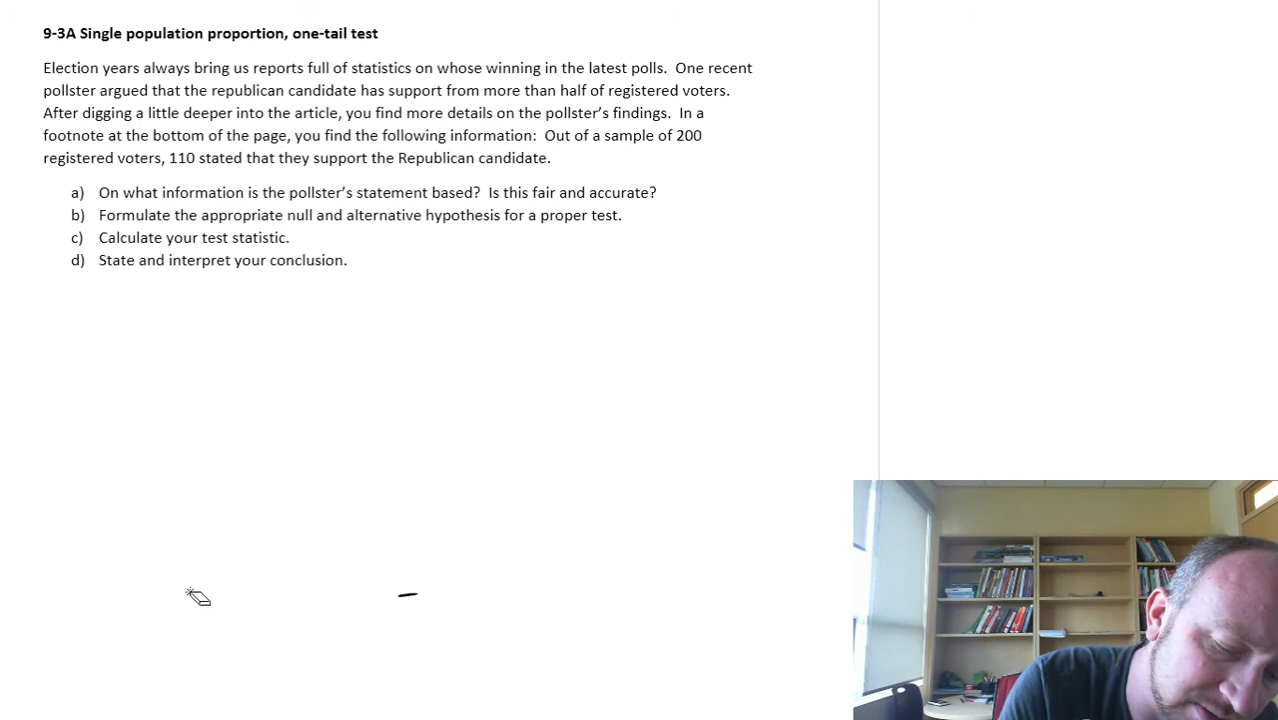 9-3A Single population proportion, one-tail test
Election years always bring us reports full of statistics on whose winning in the latest polls.  One recent
pollster argued that the republican candidate has support from more than half of registered voters.
After digging a little deeper into the article, you find more details on the pollster's findings.  In a
footnote at the bottom of the page, you find the following information:  Out of a sample of 200
registered voters, 110 stated that they support the Republican candidate.
a) On what information is the pollster's statement based?  Is this fair and accurate?
b) Formulate the appropriate null and alternative hypothesis for a proper test.
c) Calculate your test statistic.
d) State and interpret your conclusion.